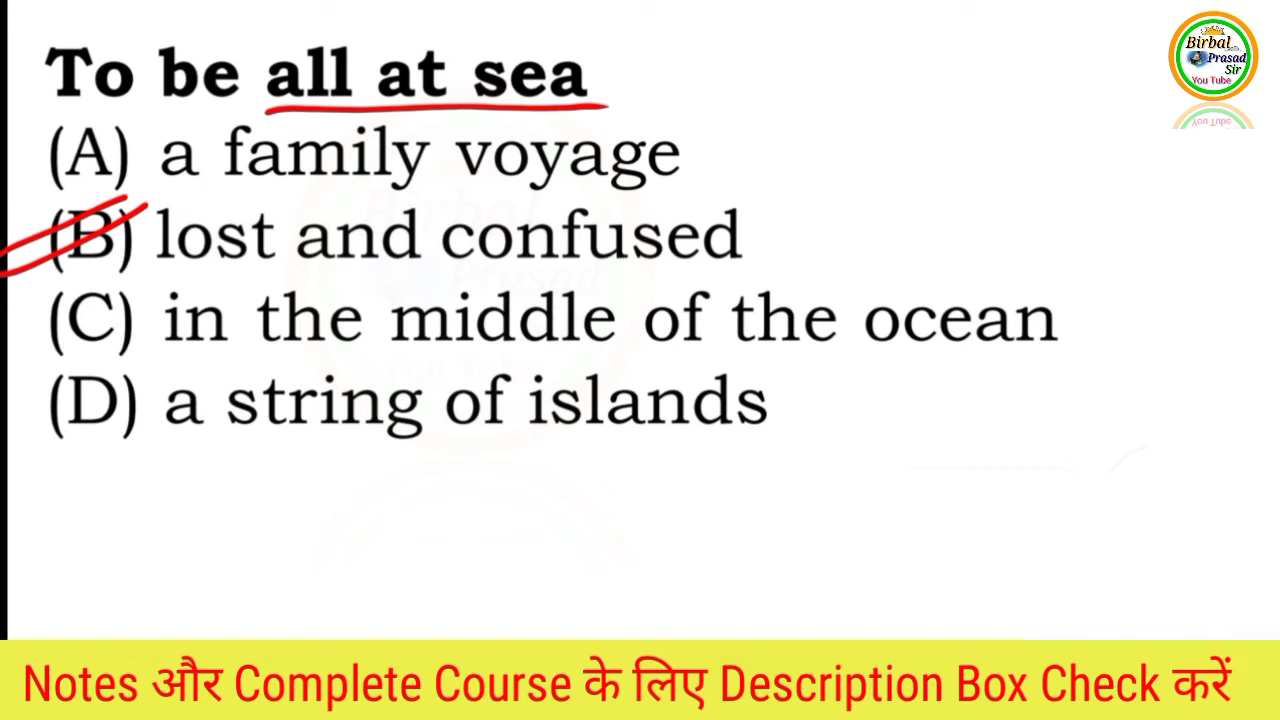 To be all at sea
(A) a family voyage
(B) lost and confused
(C) in the middle of the ocean
(D) a string of islands
Birbal
Prasad
Sir
You Tube
Notes और Complete Course के लिए Description Box Check करें